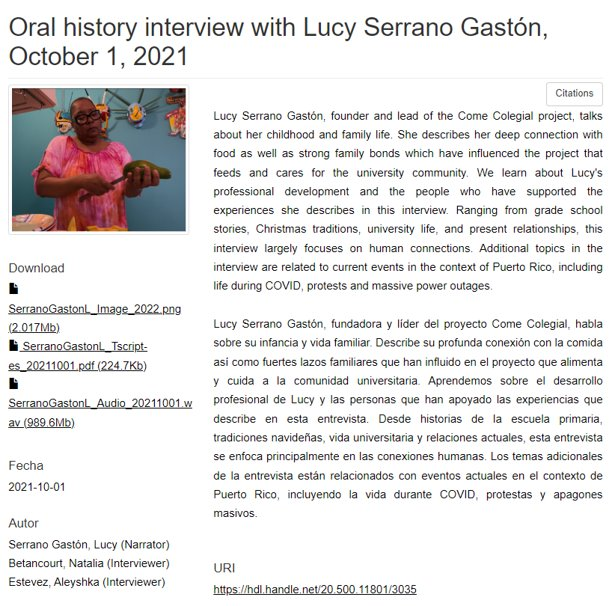 Oral history interview with Lucy Serrano Gastón,
October 1, 2021
Citations
Lucy Serrano Gastón, founder and lead of the Come Colegial project, talks
about her childhood and family life. She describes her deep connection with
food as well as strong family bonds which have influenced the project that
feeds and cares for the university community. We learn about Lucy's
professional development and the people who have supported the
experiences she describes in this interview. Ranging from grade school
stories, Christmas traditions, university life, and present relationships, this
interview largely focuses on human connections. Additional topics in the
interview are related to current events in the context of Puerto Rico, including
life during COVID, protests and massive power outages.
Lucy Serrano Gastón, fundadora y líder del proyecto Come Colegial, habla
sobre su infancia y vida familiar. Describe su profunda conexión con la comida
así como fuertes lazos familiares que han influido en el proyecto que alimenta
y cuida a la comunidad universitaria. Aprendemos sobre el desarrollo
profesional de Lucy y las personas que han apoyado las experiencias que
describe en esta entrevista. Desde historias de la escuela primaria,
tradiciones navideñas, vida universitaria y relaciones actuales, esta entrevista
se enfoca principalmente en las conexiones humanas. Los temas adicionales
de la entrevista están relacionados con eventos actuales en el contexto de
Puerto Rico, incluyendo la vida durante COVID, protestas y apagones
masivos.
URI
https://hdl.handle.net/20.500.11801/3035
Download
SerranoGastonL_Image_2022.png
(2.017Mb)
SerranoGastonL_Tscript-
es_20211001.pdf (224.7Kb)
SerranoGastonL_Audio_20211001.w
av (989.6Mb)
Fecha
2021-10-01
Autor
Serrano Gastón, Lucy (Narrator)
Betancourt, Natalia (Interviewer)
Estevez, Aleyshka (Interviewer)